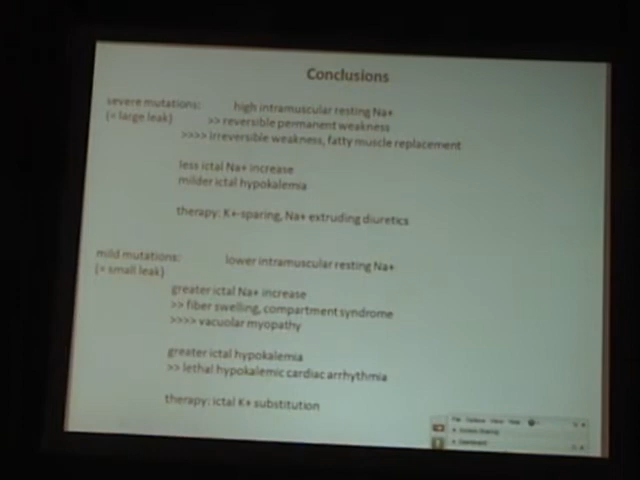 Conclusions
severe mutations: high intramuscular resting Na+
(= large leak) >> reversible permanent weakness
>>>> irreversible weakness, fatty muscle replacement
less ictal Na+ increase
milder ictal hypokalemia
therapy: K+-sparing, Na+ extruding diuretics
mild mutations: lower intramuscular resting Na+
(= small leak)
greater ictal Na+ increase
>> fiber swelling, compartment syndrome
>>>> vacuolar myopathy
greater ictal hypokalemia
>> lethal hypokalemic cardiac arrhythmia
therapy: ictal K+ substitution